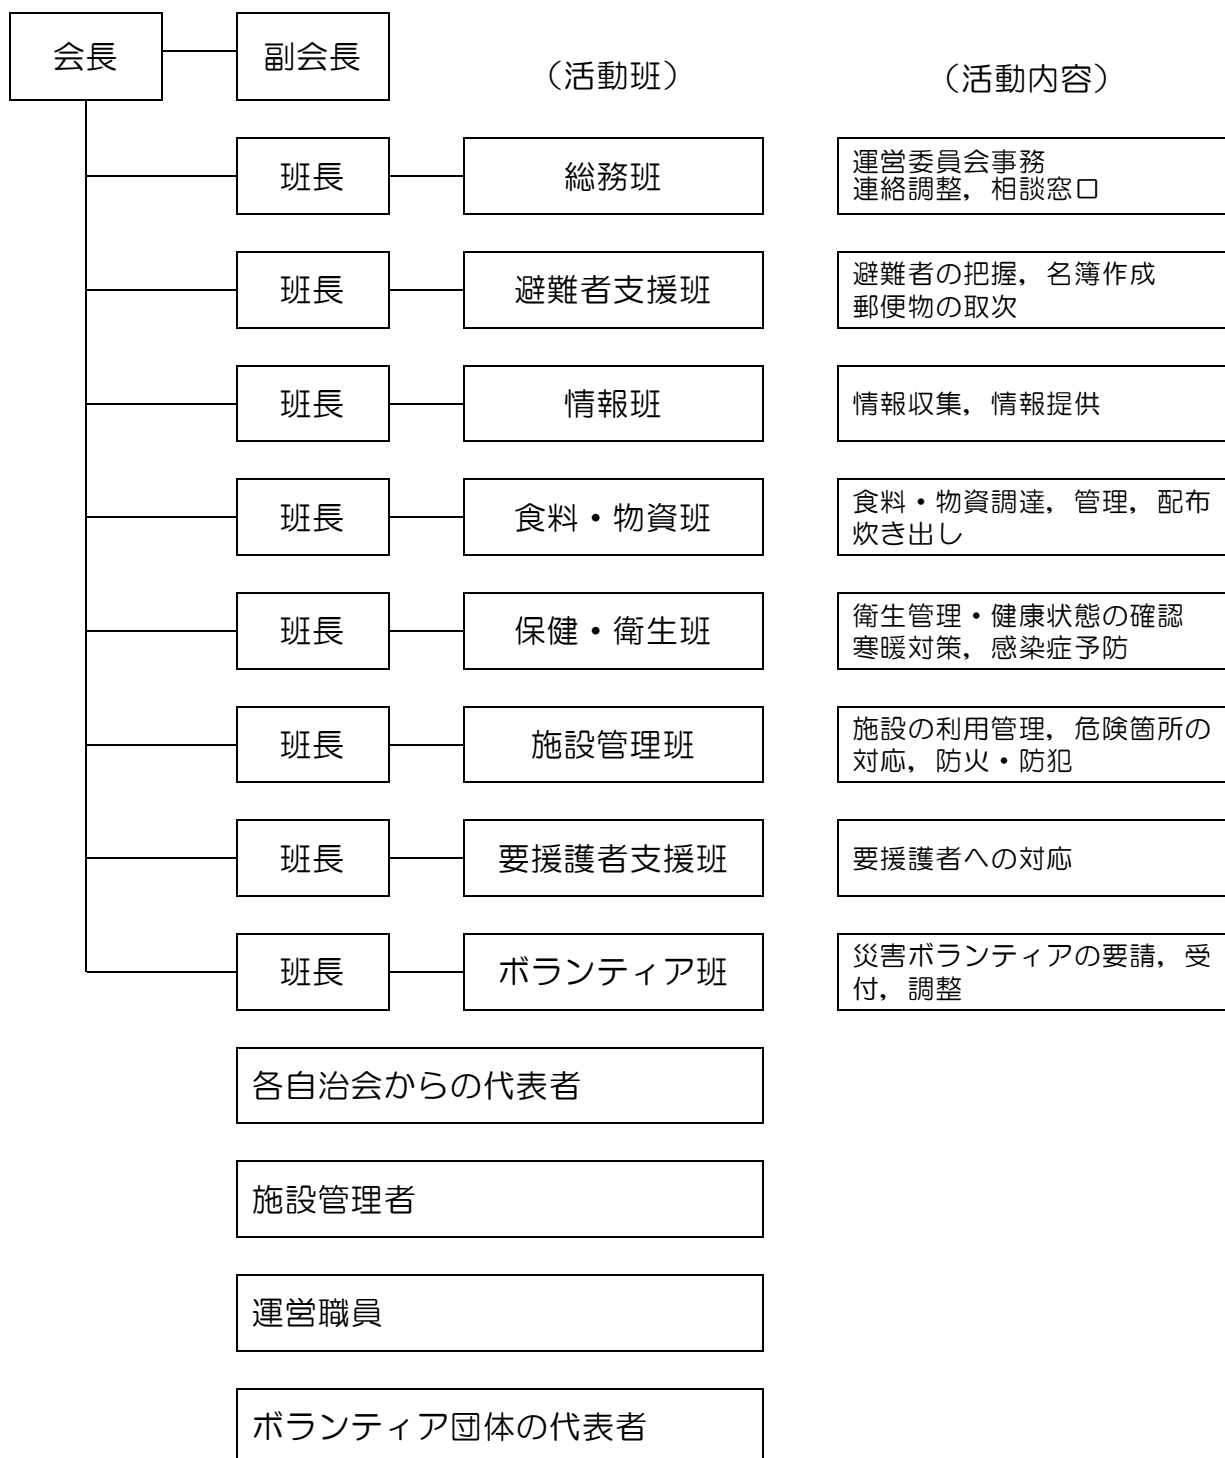 会長
副会長
（活動班）
（活動内容）
班長
総務班
運営委員会事務
連絡調整，相談窓口
班長
避難者支援班
避難者の把握，名簿作成
郵便物の取次
班長
情報班
情報収集，情報提供
班長
食料・物資班
食料・物資調達，管理，配布
炊き出し
班長
保健・衛生班
衛生管理・健康状態の確認
寒暖対策，感染症予防
班長
施設管理班
施設の利用管理，危険箇所の
対応，防火・防犯
班長
要援護者支援班
要援護者への対応
班長
ボランティア班
災害ボランティアの要請，受
付，調整
各自治会からの代表者
施設管理者
運営職員
ボランティア団体の代表者